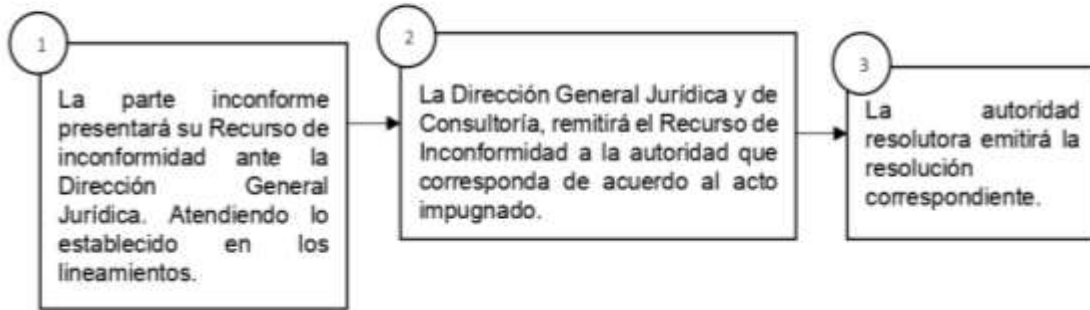 1
La parte inconforme
presentará su Recurso de
inconformidad ante la
Dirección General
Jurídica. Atendiendo lo
establecido en los
lineamientos.
2
La Dirección General Jurídica y de
Consultoría, remitirá el Recurso de
Inconformidad a la autoridad que
corresponda de acuerdo al acto
impugnado.
3
La autoridad
resolutora emitirá la
resolución
correspondiente.